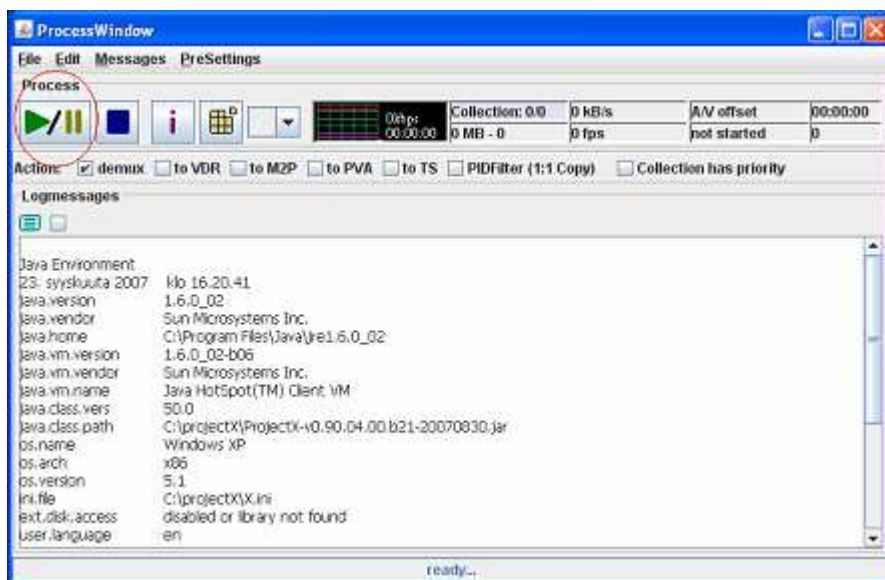 ProcessWindow
File Edit Messages PreSettings
Process
i
D
0kbps
00:00:00
Collection: 0/0 0 kB/s A/V offset 00:00:00
0 MB - 0 0 fps not started 0
Action: demux to VDR to M2P to PVA to TS PIDFilter (1:1 Copy) Collection has priority
Logmessages
Java Environment
23. syyskuuta 2007 klo 16.20.41
java.version 1.6.0_02
java.vendor Sun Microsystems Inc.
java.home C:\Program Files\Java\jre1.6.0_02
java.vm.version 1.6.0_02-b06
java.vm.vendor Sun Microsystems Inc.
java.vm.name Java HotSpot(TM) Client VM
java.class.vers 50.0
java.class.path C:\projectX\ProjectX-v0.90.04.00.b21-20070830.jar
os.name Windows XP
os.arch x86
os.version 5.1
ini.file C:\projectX\X.ini
ext.disk.access disabled or library not found
user.language en
ready...